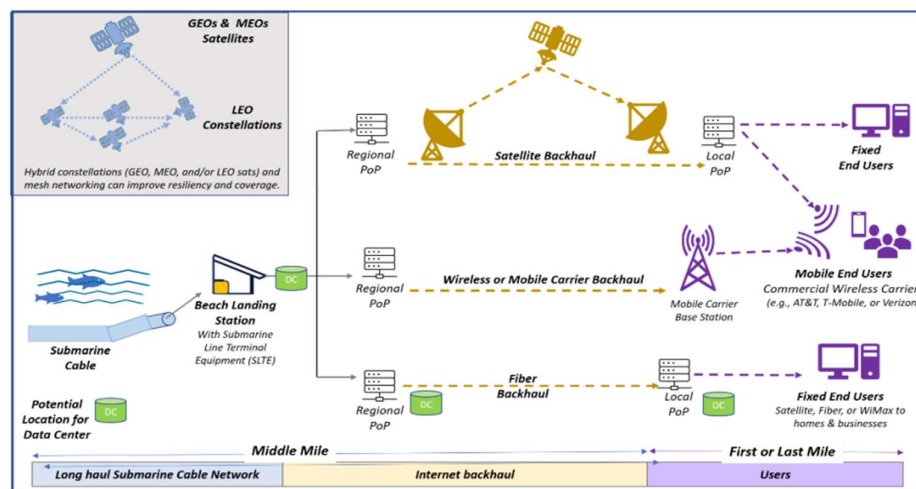 GEOs & MEOs
Satellites
LEO
Constellations
Hybrid constellations (GEO, MEO, and/or LEO sats) and
mesh networking can improve resiliency and coverage.
Regional
PoP
Satellite Backhaul
Local
PoP
Fixed
End Users
DC
Beach Landing
Station
With Submarine
Line Terminal
Equipment (SLTE)
Submarine
Cable
Regional
PoP
Wireless or Mobile Carrier Backhaul
Mobile Carrier
Base Station
Mobile End Users
Commercial Wireless Carrier
(e.g., AT&T, T-Mobile, or Verizon
Regional
PoP
DC
Fiber
Backhaul
Local
PoP
DC
Fixed End Users
Satellite, Fiber, or WiMax to
homes & businesses
Potential
Location for
Data Center
DC
Middle Mile
First or Last Mile
Long haul Submarine Cable Network
Internet backhaul
Users